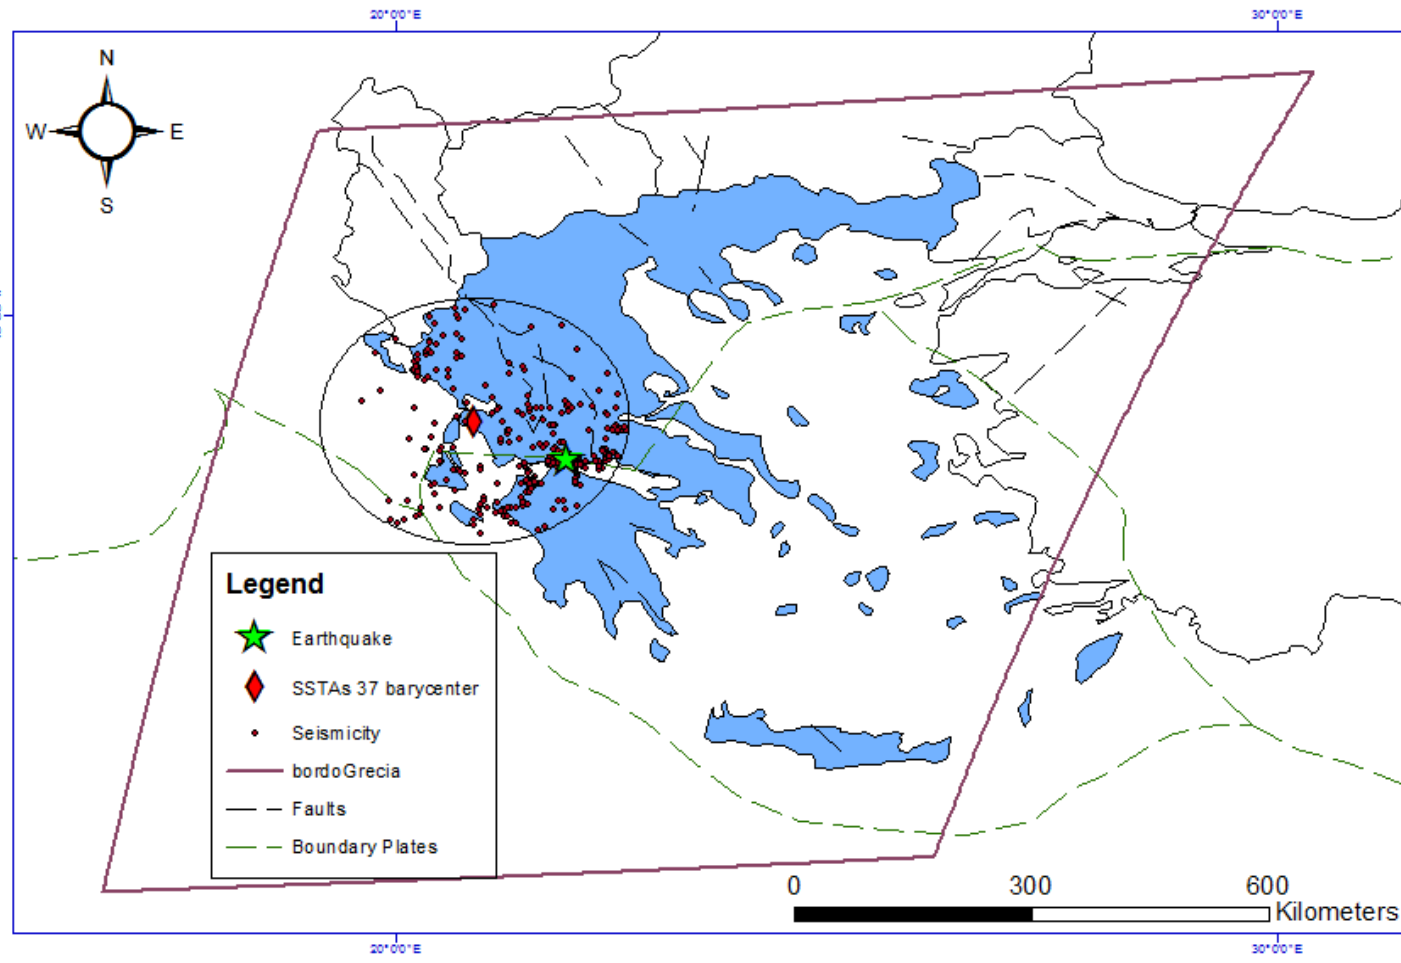 20°0'0"E
30°0'0"E
N
W
E
S
Legend
Earthquake
SSTAs 37 barycenter
Seismicity
bordoGrecia
Faults
Boundary Plates
0
300
600
Kilometers
20°0'0"E
30°0'0"E